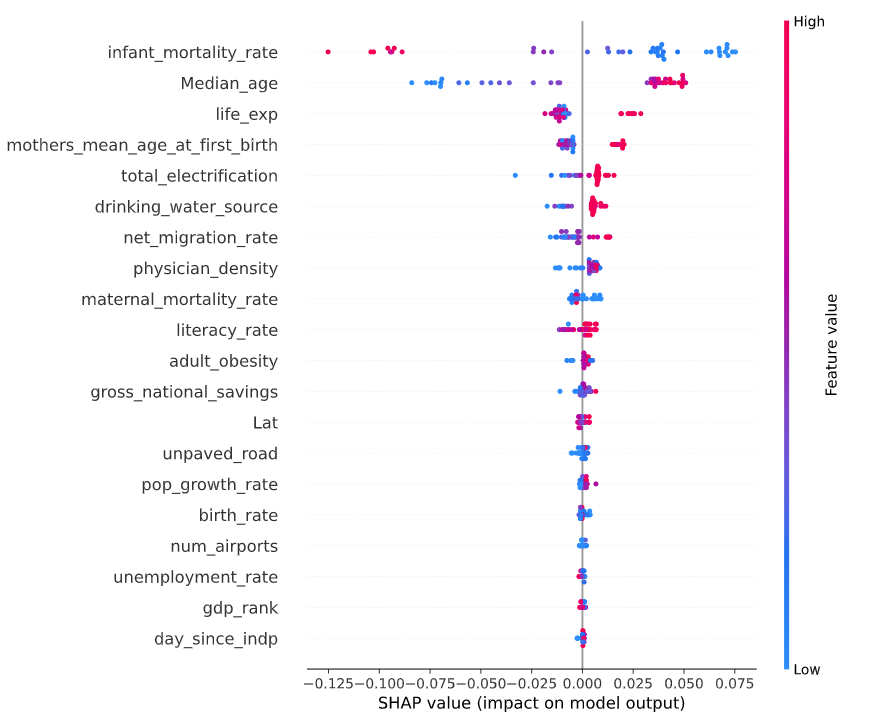 High
infant_mortality_rate
Median_age
life_exp
mothers_mean_age_at_first_birth
total_electrification
drinking_water_source
net_migration_rate
physician_density
maternal_mortality_rate
literacy_rate
adult_obesity
gross_national_savings
Lat
unpaved_road
pop_growth_rate
birth_rate
num_airports
unemployment_rate
gdp_rank
day_since_indp
Feature value
Low
−0.125−0.100−0.075−0.050−0.025 0.000 0.025 0.050 0.075
SHAP value (impact on model output)